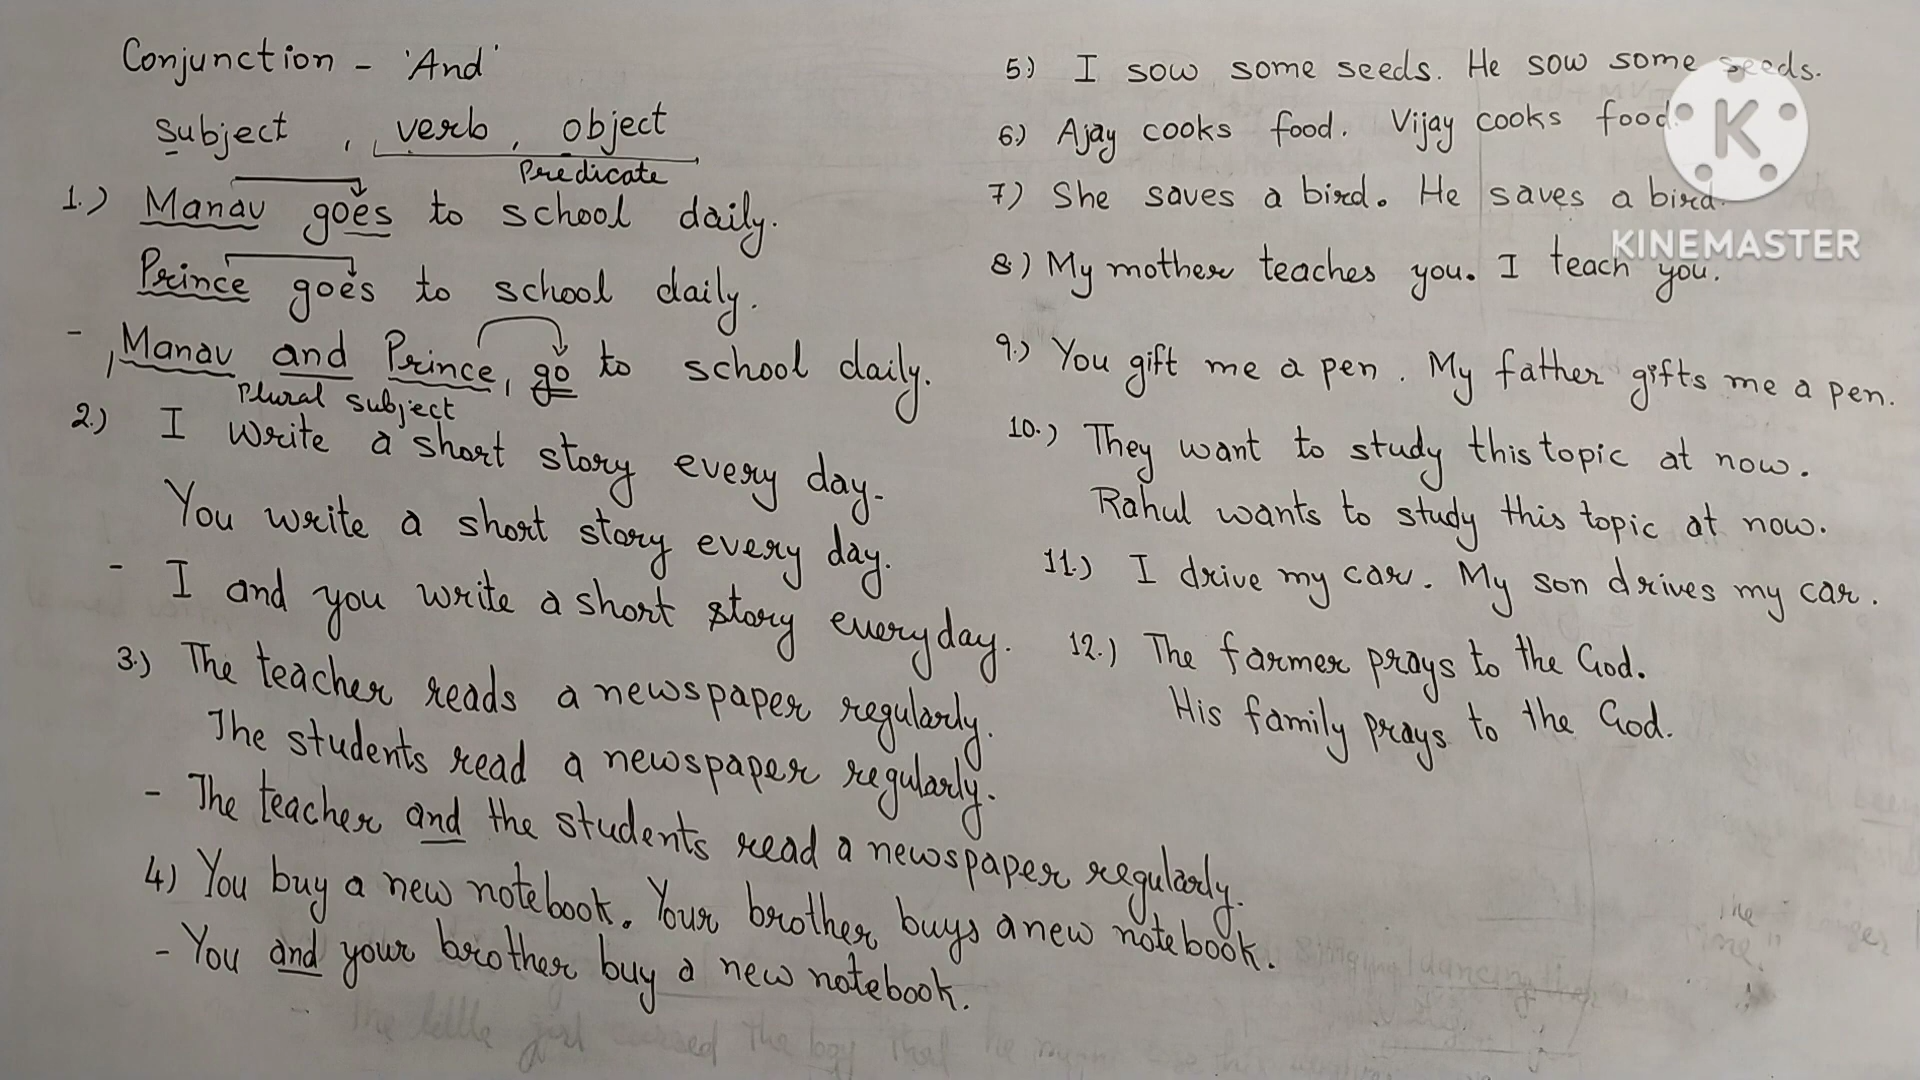 Conjunction - 'And'
subject , verb, object
Predicate
1.) Manav goes to school daily.
Prince goes to school daily.
- Manav and Prince, go to school daily.
Plural subject
2.) I write a short story every day.
You write a short story every day.
- I and you write a short story everyday.
3.) The teacher reads a newspaper regularly.
The students read a newspaper regularly.
- The teacher and the students read a newspaper regularly.
4) You buy a new notebook. Your brother buys a new notebook.
- You and your brother buy a new notebook.
5) I sow some seeds. He sow some seeds.
6) Ajay cooks food. Vijay cooks food.
7) She saves a bird. He saves a bird.
8) My mother teaches you. I teach you.
9.) You gift me a pen. My father gifts me a pen.
10.) They want to study this topic at now.
Rahul wants to study this topic at now.
11.) I drive my car. My son drives my car.
12.) The farmer prays to the God.
His family prays to the God.
K
KINEMASTER